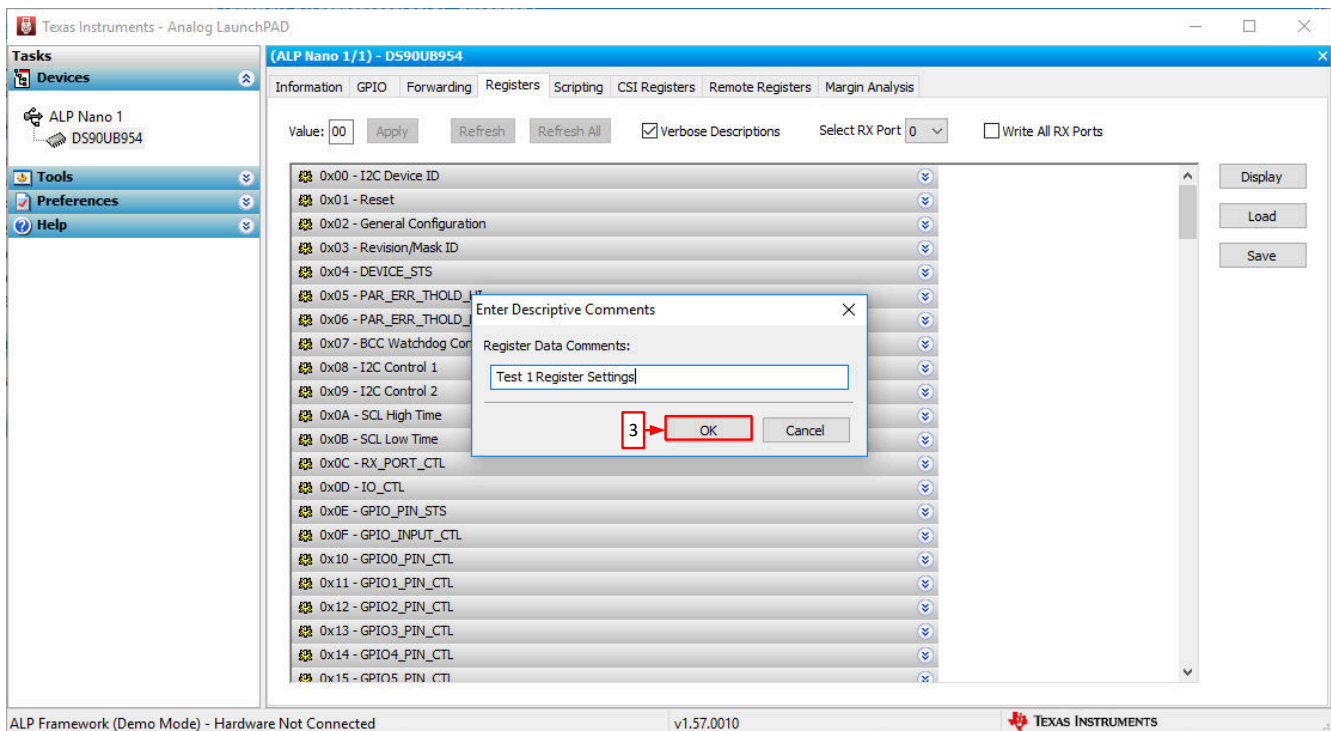 Texas Instruments - Analog LaunchPAD
Tasks
(ALP Nano 1/1) - DS90UB954
Devices
Information GPIO Forwarding Registers Scripting CSI Registers Remote Registers Margin Analysis
ALP Nano 1
DS90UB954
Value: 00 Apply Refresh Refresh All Verbose Descriptions Select RX Port 0 Write All RX Ports
Tools
Preferences
Help
0x00 - I2C Device ID
0x01 - Reset
0x02 - General Configuration
0x03 - Revision/Mask ID
0x04 - DEVICE_STS
0x05 - PAR_ERR_THOLD_HI
0x06 - PAR_ERR_THOLD_
0x07 - BCC Watchdog Con
0x08 - I2C Control 1
0x09 - I2C Control 2
0x0A - SCL High Time
0x0B - SCL Low Time
0x0C - RX_PORT_CTL
0x0D - IO_CTL
0x0E - GPIO_PIN_STS
0x0F - GPIO_INPUT_CTL
0x10 - GPIO0_PIN_CTL
0x11 - GPIO1_PIN_CTL
0x12 - GPIO2_PIN_CTL
0x13 - GPIO3_PIN_CTL
0x14 - GPIO4_PIN_CTL
0x15 - GPIO5_PIN_CTL
Display
Load
Save
Enter Descriptive Comments
Register Data Comments:
Test 1 Register Settings
3
OK Cancel
ALP Framework (Demo Mode) - Hardware Not Connected v1.57.0010 TEXAS INSTRUMENTS